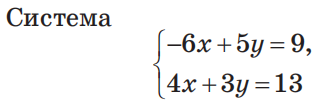 Система
–6x + 5y = 9,
4x + 3y = 13